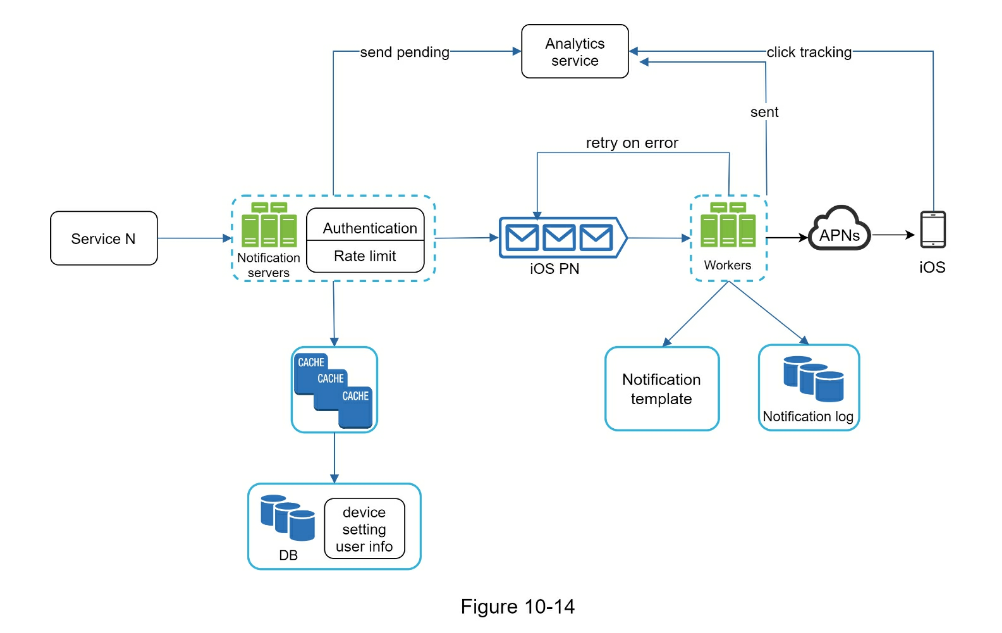 Analytics
service
send pending
click tracking
sent
retry on error
Service N
Notification
servers
Authentication
Rate limit
iOS PN
Workers
APNs
iOS
CACHE
CACHE
CACHE
Notification
template
Notification log
DB
device
setting
user info
Figure 10-14